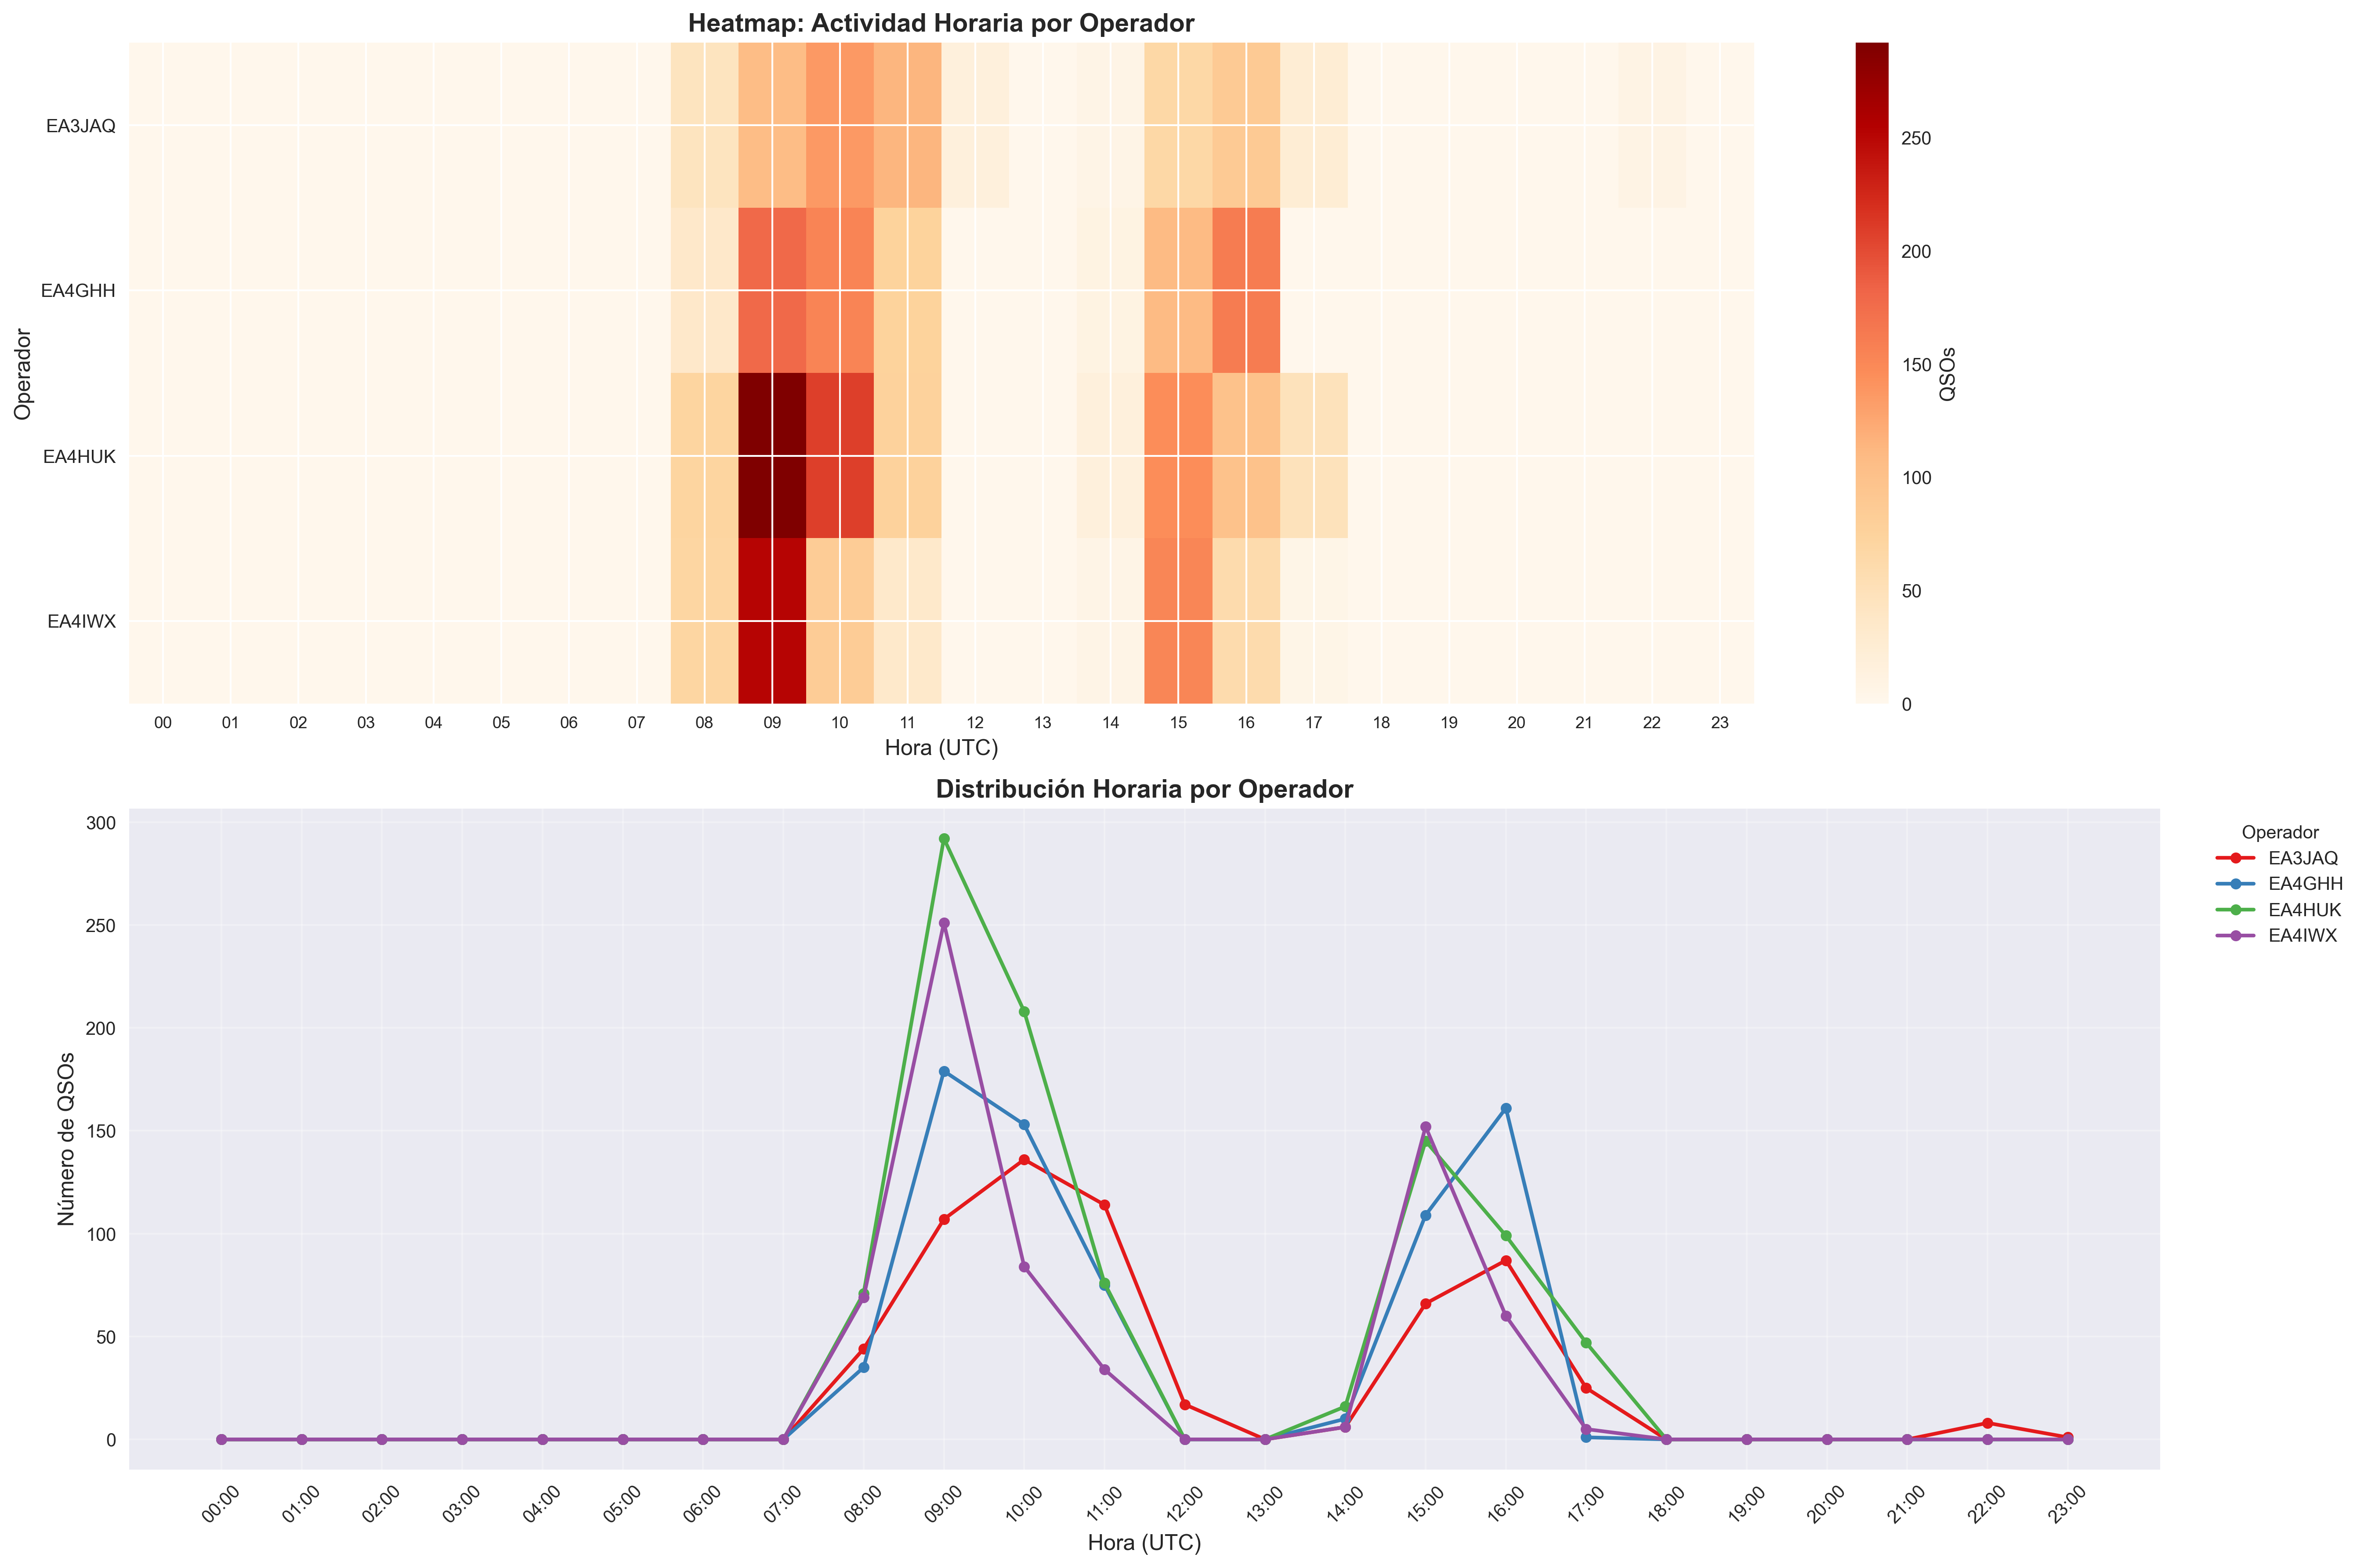 Heatmap: Actividad Horaria por Operador
Operador
EA3JAQ
EA4GHH
EA4HUK
EA4IWX
00 01 02 03 04 05 06 07 08 09 10 11 12 13 14 15 16 17 18 19 20 21 22 23
Hora (UTC)
250
200
150
100
50
0
QSOs
Distribución Horaria por Operador
Número de QSOs
300
250
200
150
100
50
0
00:00 01:00 02:00 03:00 04:00 05:00 06:00 07:00 08:00 09:00 10:00 11:00 12:00 13:00 14:00 15:00 16:00 17:00 18:00 19:00 20:00 21:00 22:00 23:00
Hora (UTC)
Operador
EA3JAQ
EA4GHH
EA4HUK
EA4IWX